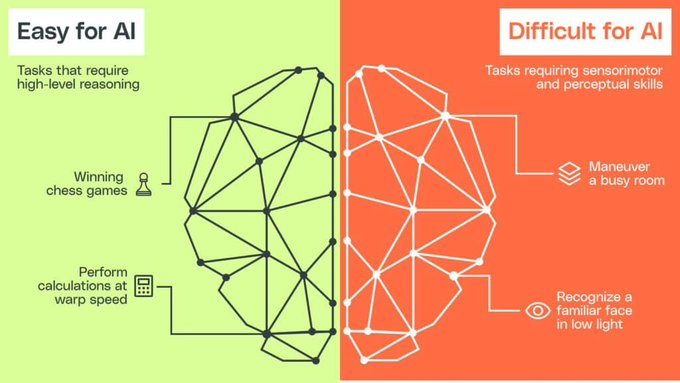 Easy for AI
Tasks that require
high-level reasoning
Winning
chess games
Perform
calculations at
warp speed
Difficult for AI
Tasks requiring sensorimotor
and perceptual skills
Maneuver
a busy room
Recognize a
familiar face
in low light